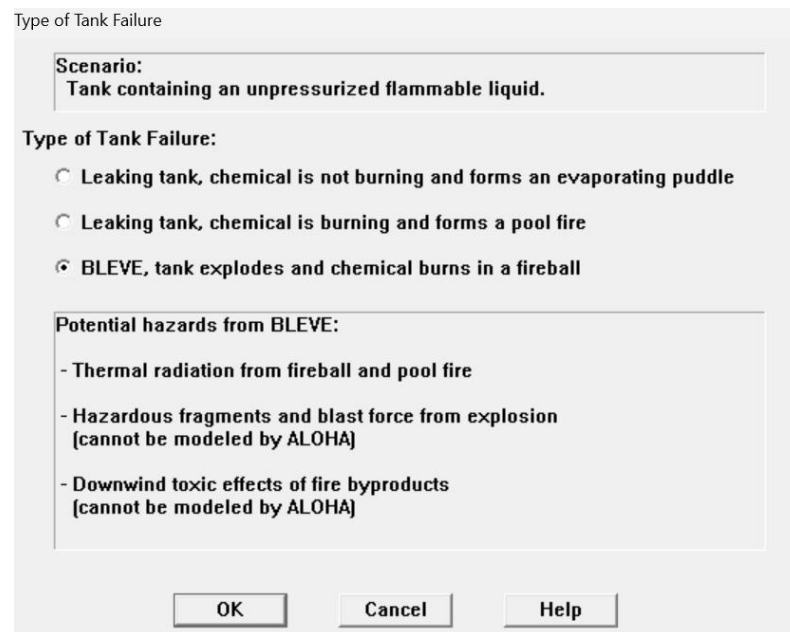 Type of Tank Failure
Scenario:
Tank containing an unpressurized flammable liquid.
Type of Tank Failure:
Leaking tank, chemical is not burning and forms an evaporating puddle
Leaking tank, chemical is burning and forms a pool fire
BLEVE, tank explodes and chemical burns in a fireball
Potential hazards from BLEVE:
- Thermal radiation from fireball and pool fire
- Hazardous fragments and blast force from explosion
(cannot be modeled by ALOHA)
- Downwind toxic effects of fire byproducts
(cannot be modeled by ALOHA)
OK Cancel Help